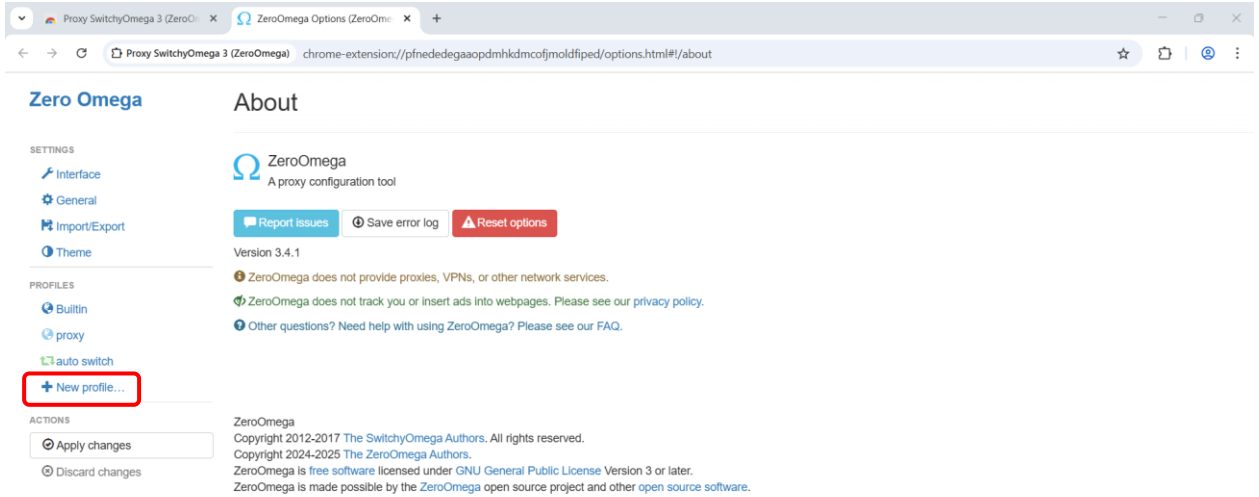 Proxy SwitchyOmega 3 (ZeroO
ZeroOmega Options (ZeroOme
Proxy SwitchyOmega 3 (ZeroOmega)
chrome-extension://pfnededegaaopdmhkdmcofjmoldfiped/options.html#!/about
Zero Omega
About
SETTINGS
Interface
General
Import/Export
Theme
PROFILES
Builtin
proxy
auto switch
New profile...
ACTIONS
Apply changes
Discard changes
ZeroOmega
A proxy configuration tool
Report issues
Save error log
Reset options
Version 3.4.1
ZeroOmega does not provide proxies, VPNs, or other network services.
ZeroOmega does not track you or insert ads into webpages. Please see our privacy policy.
Other questions? Need help with using ZeroOmega? Please see our FAQ.
ZeroOmega
Copyright 2012-2017 The SwitchyOmega Authors. All rights reserved.
Copyright 2024-2025 The ZeroOmega Authors.
ZeroOmega is free software licensed under GNU General Public License Version 3 or later.
ZeroOmega is made possible by the ZeroOmega open source project and other open source software.